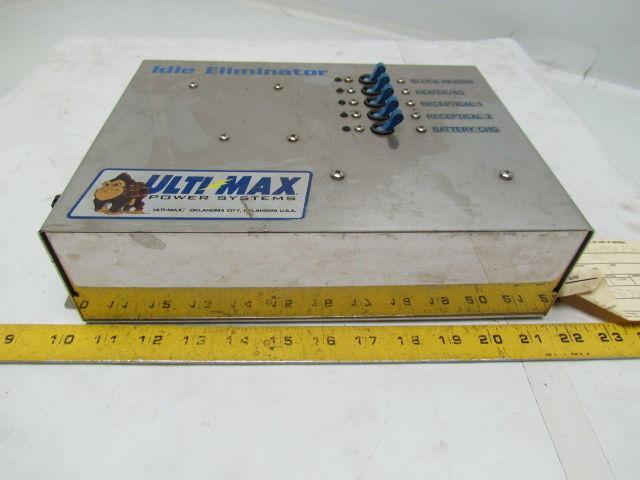 Idle Eliminator
BLOCK HEATER
HEATER/AC
RECEPTICAL 1
RECEPTICAL 2
BATTERY CHG
ULTI-MAX
POWER SYSTEMS
ULTI-MAX, OKLAHOMA CITY, OKLAHOMA U.S.A.
9 10 11 12 13 14 15 16 17 18 19 20 21 22 23